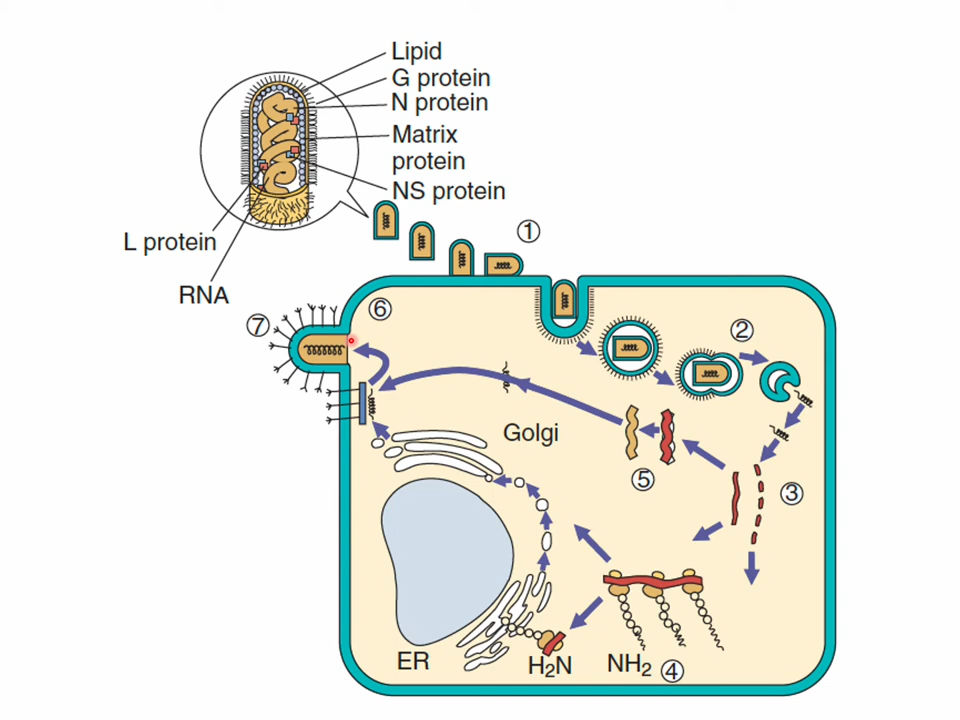 Lipid
G protein
N protein
Matrix
protein
NS protein
L protein
RNA
①
⑥
⑦
②
Golgi
⑤
③
ER
H₂N
NH₂
④